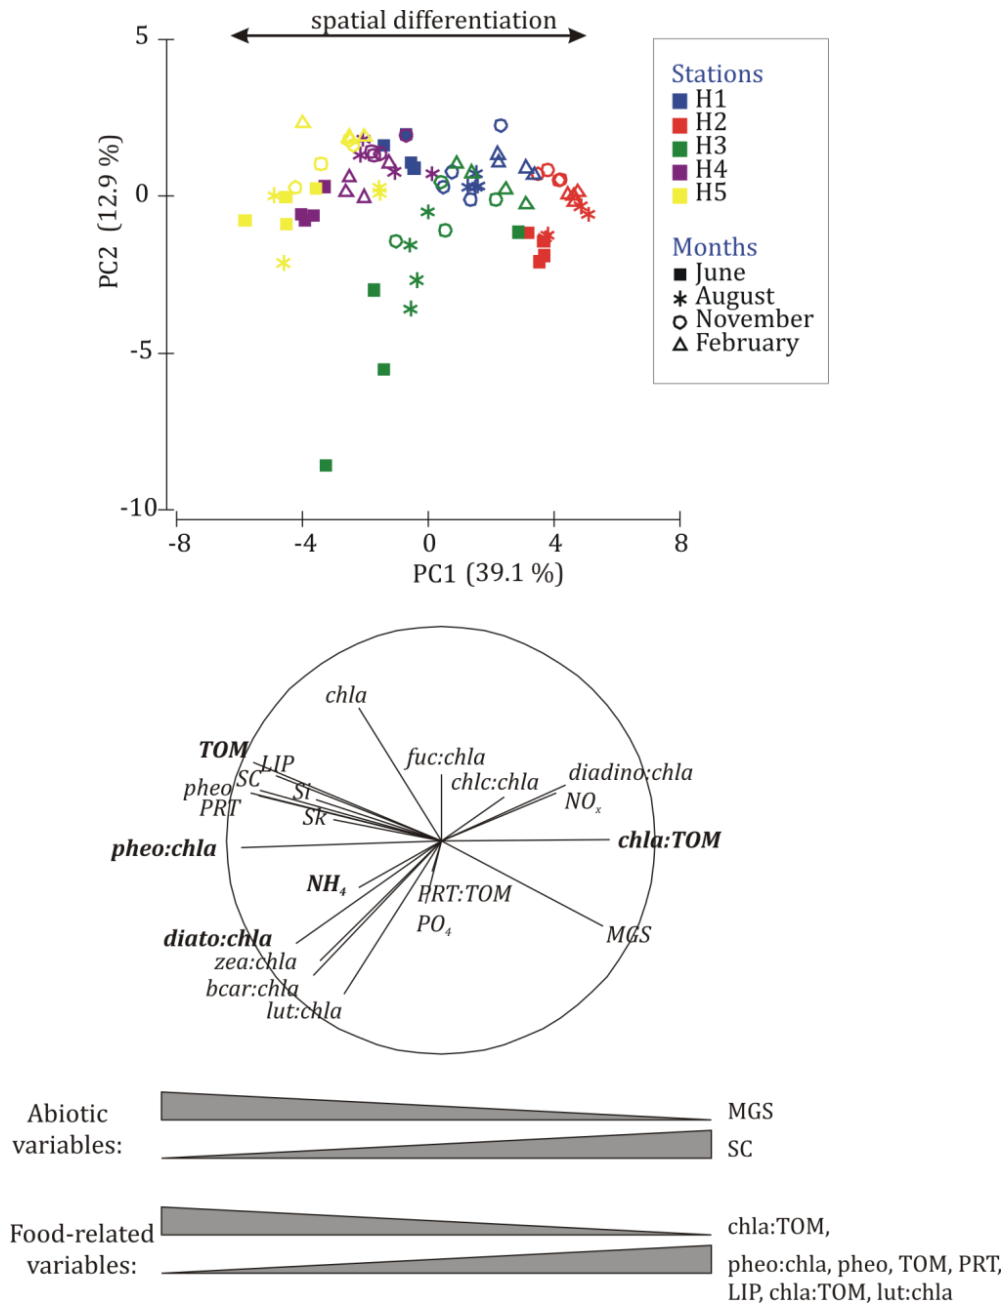 spatial differentiation
5
0
-5
-10
PC2 (12.9 %)
-8
-4
0
4
8
PC1 (39.1 %)
Stations
H1
H2
H3
H4
H5
Months
June
August
November
February
chla
TOM
LIP
fuc:chla
diadino:chla
SC
chlc:chla
pheo
Si
NOx
PRT
Sk
pheo:chla
chla:TOM
NH4
PRT:TOM
PO4
MGS
diato:chla
zea:chla
bcar:chla
lut:chla
Abiotic
variables:
MGS
SC
Food-related
variables:
chla:TOM,
pheo:chla, pheo, TOM, PRT,
LIP, chla:TOM, lut:chla